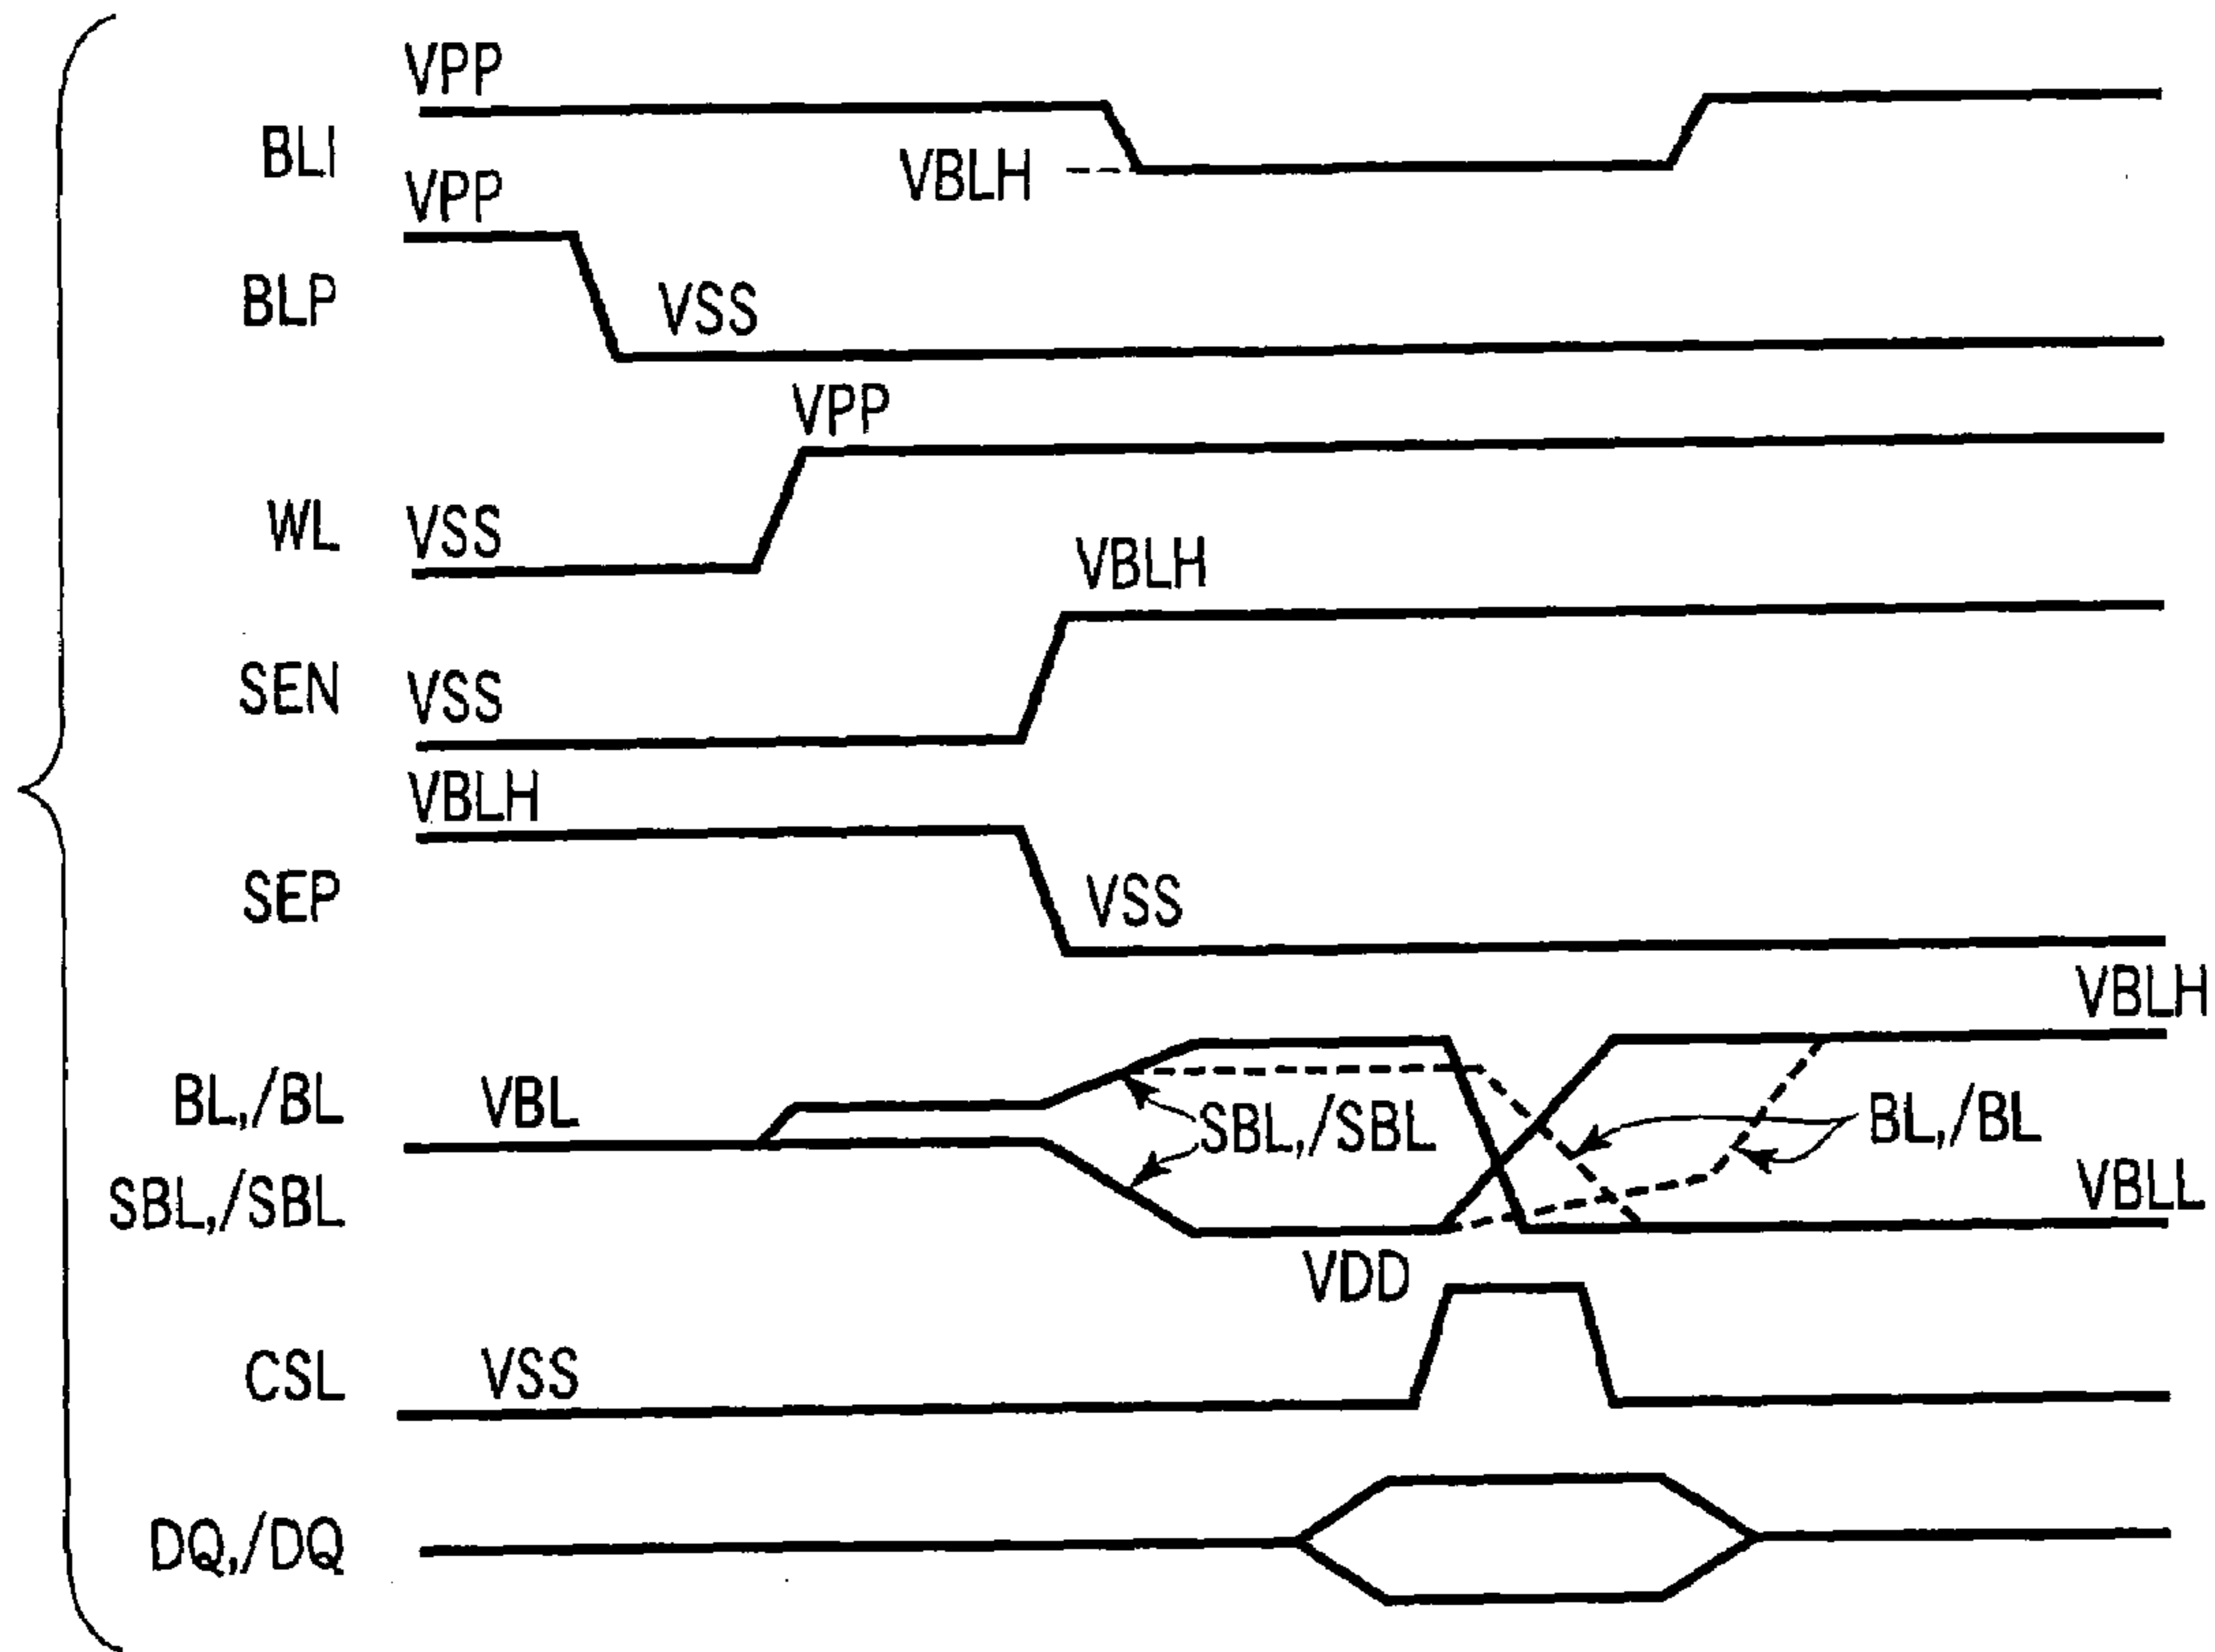 VPP
BLI
VBLH
VPP
BLP
VSS
VPP
WL
VSS
VBLH
SEN
VSS
VBLH
SEP
VSS
VBLH
BL,/BL
VBL
SBL,/SBL
BL,/BL
SBL,/SBL
VBLL
VDD
CSL
VSS
DQ,/DQ